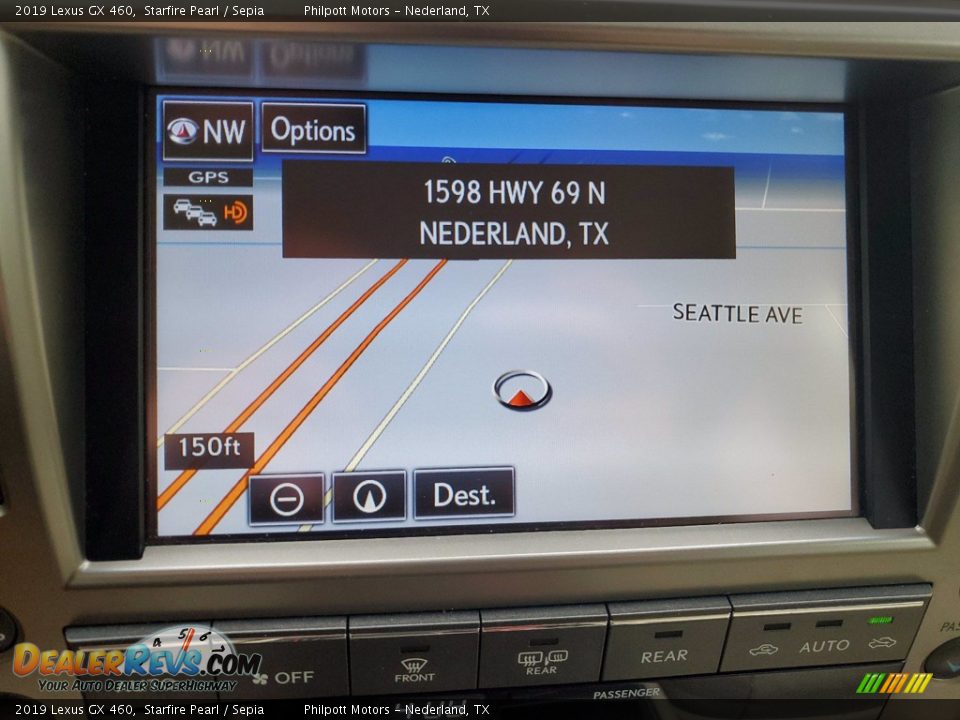 2019 Lexus GX 460, Starfire Pearl / Sepia Philpott Motors - Nederland, TX
NW
Options
GPS
HD
1598 HWY 69 N
NEDERLAND, TX
SEATTLE AVE
150ft
Dest.
OFF
FRONT
REAR
REAR
AUTO
PASSENGER
DEALERREVS.COM
YOUR AUTO DEALER SUPERHIGHWAY
2019 Lexus GX 460, Starfire Pearl / Sepia Philpott Motors - Nederland, TX